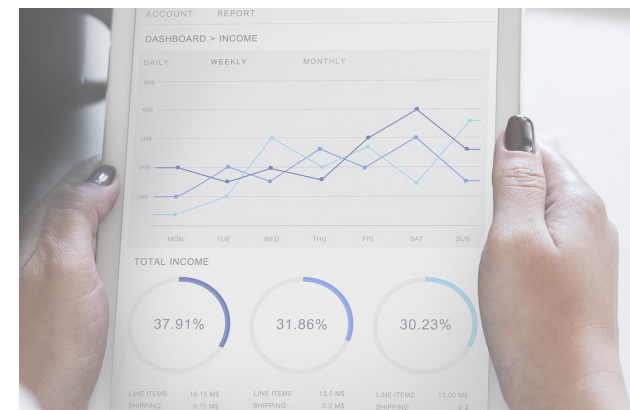 ACCOUNT REPORT
DASHBOARD > INCOME
DAILY WEEKLY MONTHLY
5M$
4M$
3M$
2M$
1M$
MON TUE WED THU FRI SAT SUN
TOTAL INCOME
37.91% 31.86% 30.23%
LINE ITEMS 16.15 M$ LINE ITEMS 13.5 M$ LINE ITEMS 13.00 M$
SHIPPING 0.15 M$ SHIPPING 0.2 M$ SHIPPING 0 $